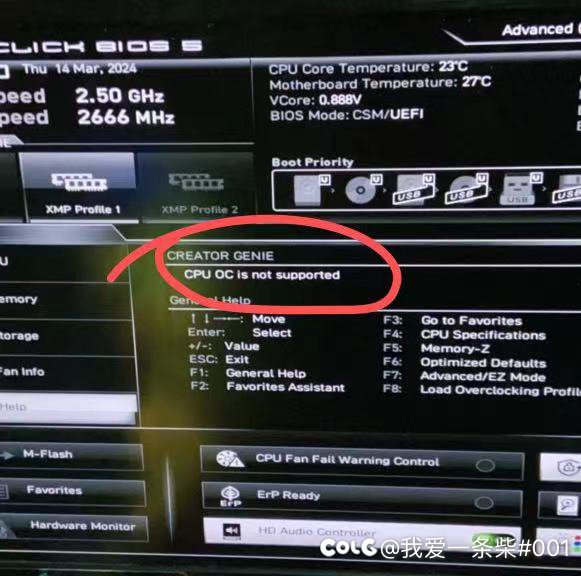 CLICK BIOS 5
Advanced
Thu 14 Mar, 2024
peed 2.50 GHz
peed 2666 MHz
CPU Core Temperature: 23°C
Motherboard Temperature: 27°C
VCore: 0.888V
BIOS Mode: CSM/UEFI
Boot Priority
U
U
USB U
USB U
USB U
USB
XMP Profile 1
XMP Profile 2
CREATOR GENIE
CPU OC is not supported
General Help
↑ ↓ → ←: Move
Enter: Select
+/-: Value
ESC: Exit
F1: General Help
F2: Favorites Assistant
F3: Go to Favorites
F4: CPU Specifications
F5: Memory-Z
F6: Optimized Defaults
F7: Advanced/EZ Mode
F8: Load Overclocking Profil
U
emory
torage
an Info
Help
M-Flash
Favorites
Hardware Monitor
CPU Fan Fail Warning Control
ErP
ErP Ready
HD Audio Controller
COLG @我爱一条柴#001